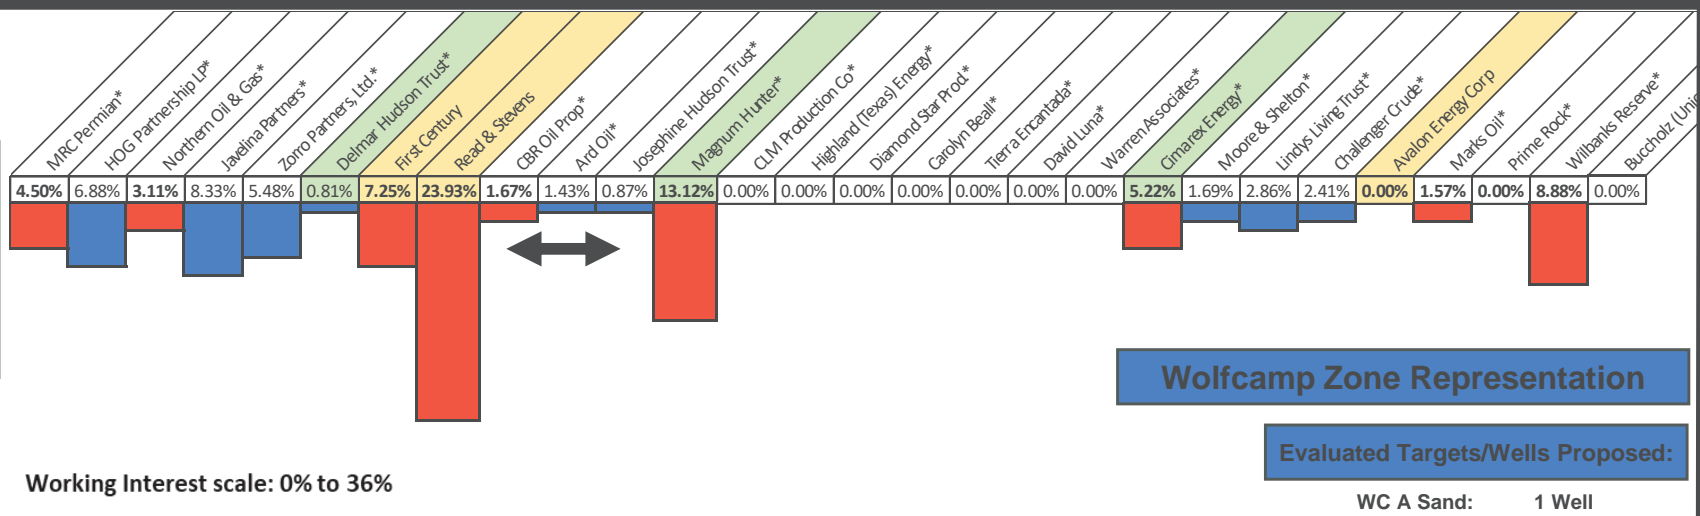 MRC Permian*
HOG Partnership LP*
Northern Oil & Gas*
Javelina Partners*
Zorro Partners, Ltd.*
Delmar Hudson Trust*
First Century
Read & Stevens
CBR Oil Prop*
Ard Oil*
Josephine Hudson Trust*
Magnum Hunter*
CLM Production Co*
Highland (Texas) Energy*
Diamond Star Prod.*
Carolyn Beall*
Tierra Encantada*
David Luna*
Warren Associates*
Cimarex Energy*
Moore & Shelton*
Lindys Living Trust*
Challenger Crude*
Avalon Energy Corp
Marks Oil*
Prime Rock*
Wilbanks Reserve*
Buccholz
4.50% 6.88% 3.11% 8.33% 5.48% 0.81% 7.25% 23.93% 1.67% 1.43% 0.87% 13.12% 0.00% 0.00% 0.00% 0.00% 0.00% 0.00% 0.00% 5.22% 1.69% 2.86% 2.41% 0.00% 1.57% 0.00% 8.88% 0.00%
Wolfcamp Zone Representation
Evaluated Targets/Wells Proposed:
Working Interest scale: 0% to 36%
WC A Sand: 1 Well